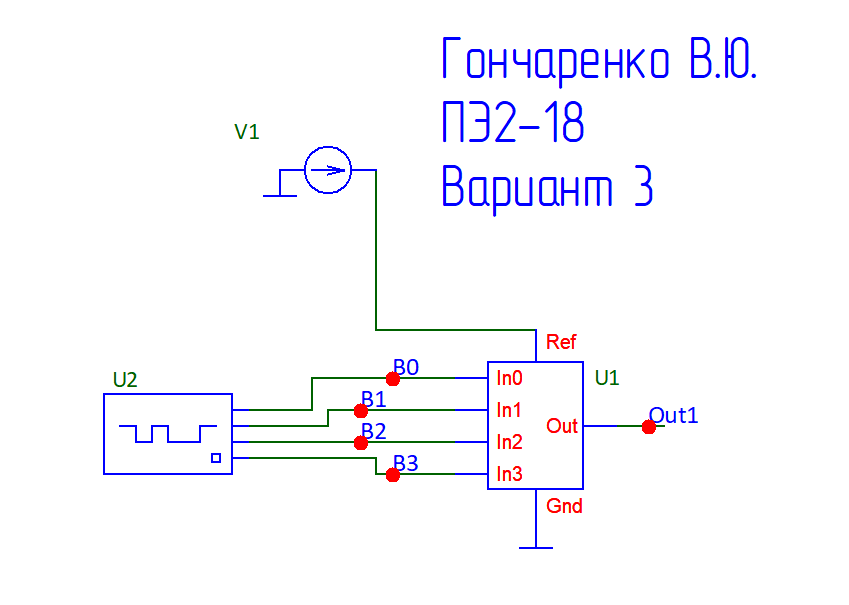 Гончаренко В.Ю.
ПЭ2-18
Вариант 3
V1
Ref
U2
B0
In0
U1
B1
In1
Out1
B2
In2
Out
B3
In3
Gnd